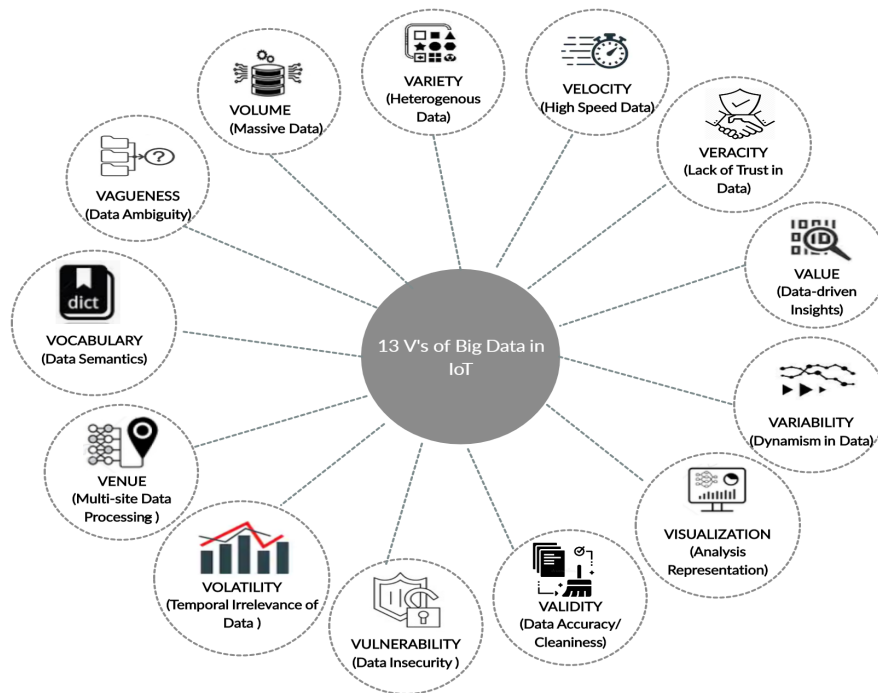 13 V's of Big Data in
IoT
VOLUME
(Massive Data)
VARIETY
(Heterogenous
Data)
VELOCITY
(High Speed Data)
VERACITY
(Lack of Trust in
Data)
ID
VALUE
(Data-driven
Insights)
VARIABILITY
(Dynamism in Data)
VISUALIZATION
(Analysis
Representation)
VALIDITY
(Data Accuracy/
Cleaniness)
VULNERABILITY
(Data Insecurity )
VOLATILITY
(Temporal Irrelevance of
Data )
VENUE
(Multi-site Data
Processing )
dict
VOCABULARY
(Data Semantics)
?
VAGUENESS
(Data Ambiguity)